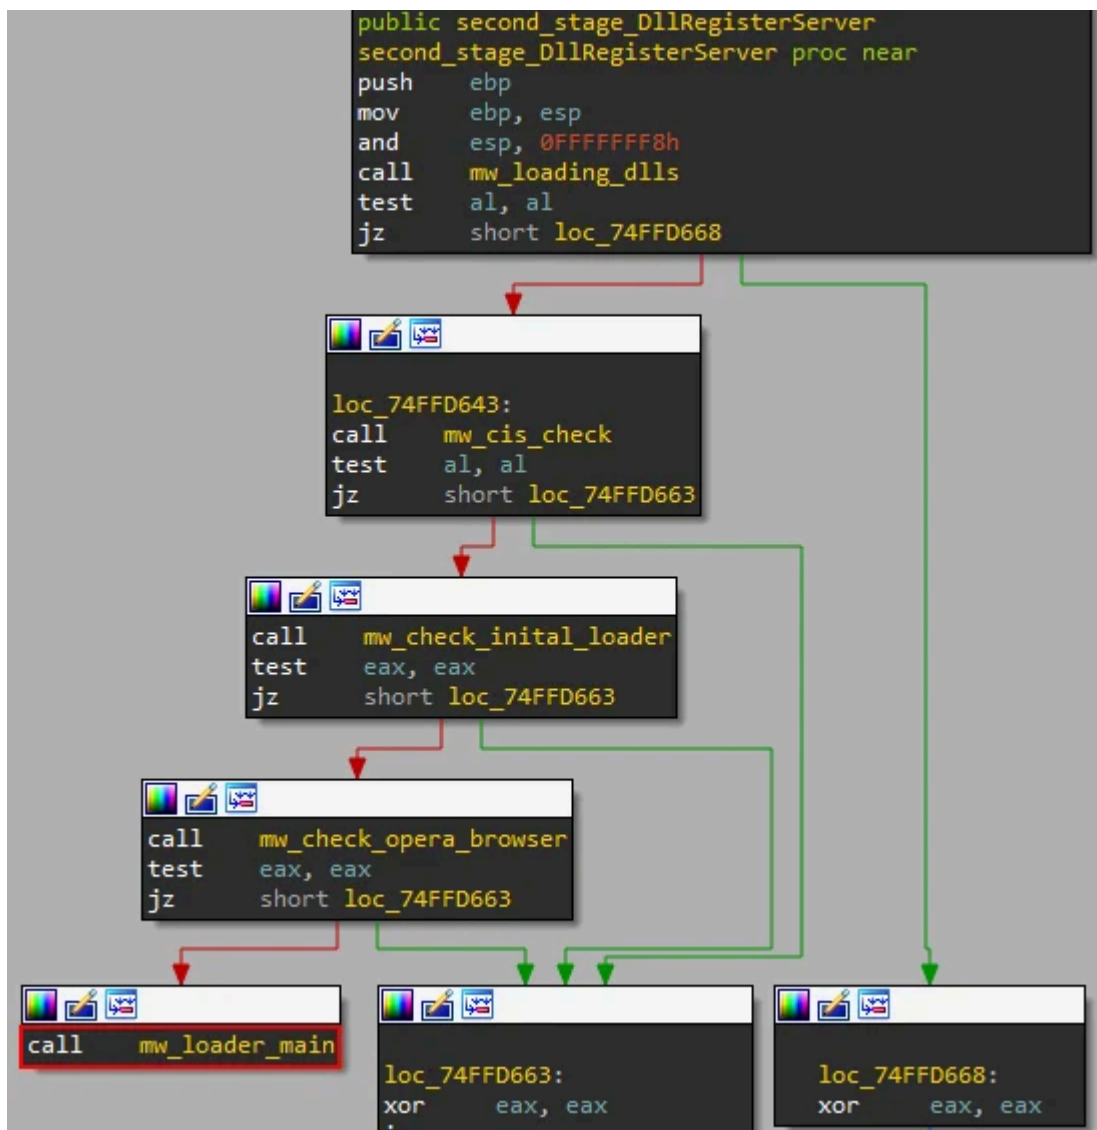 public second_stage_DllRegisterServer
second_stage_DllRegisterServer proc near
push ebp
mov ebp, esp
and esp, 0FFFFFFF8h
call mw_loading_dlls
test al, al
jz short loc_74FFD668
loc_74FFD643:
call mw_cis_check
test al, al
jz short loc_74FFD663
call mw_check_inital_loader
test eax, eax
jz short loc_74FFD663
call mw_check_opera_browser
test eax, eax
jz short loc_74FFD663
call mw_loader_main
loc_74FFD663:
xor eax, eax
loc_74FFD668:
xor eax, eax